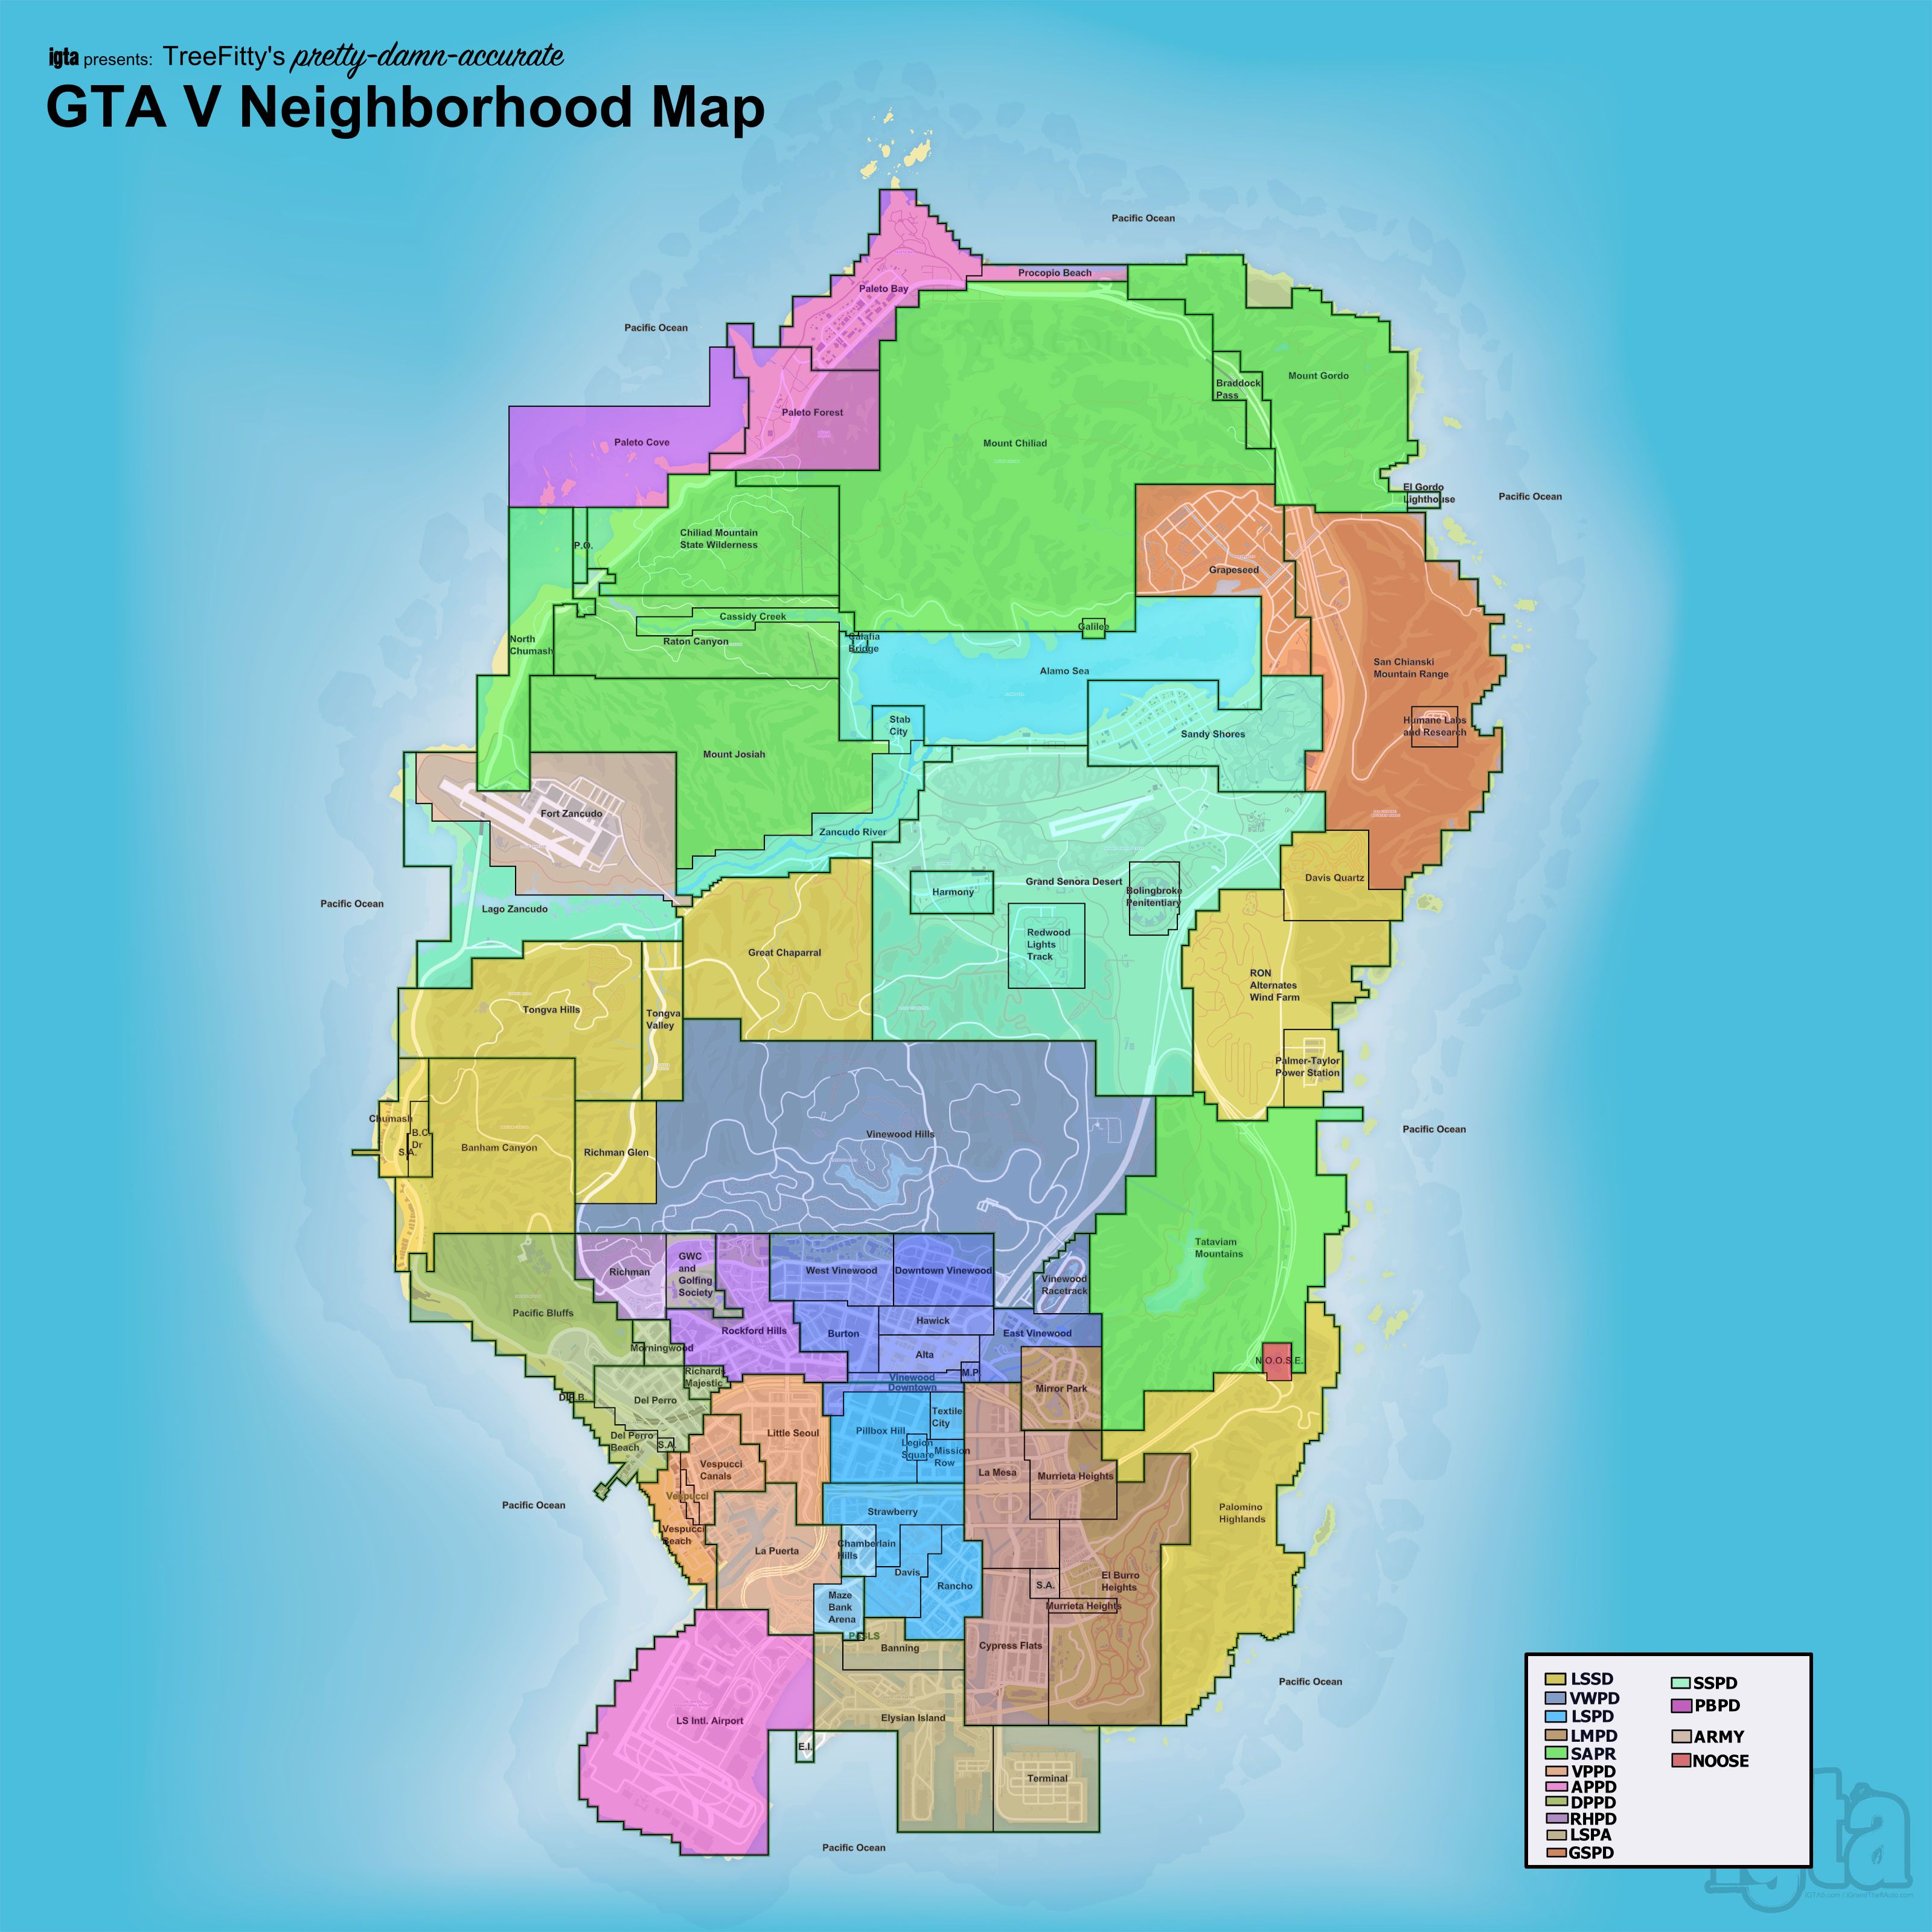 igta presents: TreeFitty's pretty-damn-accurate
GTA V Neighborhood Map
Pacific Ocean
Procopio Beach
Paleto Bay
Pacific Ocean
Mount Gordo
Braddock
Pass
Paleto Forest
Paleto Cove
Mount Chiliad
El Gordo
Lighthouse
Pacific Ocean
Chiliad Mountain
State Wilderness
P.O.
Grapeseed
Cassidy Creek
Galilee
North
Chumash
Raton Canyon
Calafia
Bridge
Alamo Sea
San Chianski
Mountain Range
Stab
City
Humane Labs
and Research
Sandy Shores
Mount Josiah
Fort Zancudo
Zancudo River
Davis Quartz
Grand Senora Desert
Harmony
Bolingbroke
Penitentiary
Pacific Ocean
Lago Zancudo
Redwood
Lights
Track
Great Chaparral
RON
Alternates
Wind Farm
Tongva Hills
Tongva
Valley
Palmer-Taylor
Power Station
Chumash
B.C.
Dr
S.A.
Banham Canyon
Richman Glen
Vinewood Hills
Pacific Ocean
Tataviam
Mountains
Richman
GWC
and
Golfing
Society
West Vinewood
Downtown Vinewood
Vinewood
Racetrack
Pacific Bluffs
Rockford Hills
Burton
Hawick
East Vinewood
Morningwood
Alta
N.O.O.S.E.
Richards
Majestic
M.P.
Vinewood
Downtown
Mirror Park
D.P.B.
Del Perro
Textile
City
Pillbox Hill
Little Seoul
Del Perro
Beach
S.A.
Legion
Square
Mission
Row
Vespucci
Canals
La Mesa
Murrieta Heights
Vespucci
Pacific Ocean
Strawberry
Palomino
Highlands
Vespucci
Beach
La Puerta
Chamberlain
Hills
Davis
Rancho
S.A.
El Burro
Heights
Maze
Bank
Arena
Murrieta Heights
Banning
Cypress Flats
Pacific Ocean
LS Intl. Airport
Elysian Island
E.I.
Terminal
Pacific Ocean
LSSD
VWPD
LSPD
LMPD
SAPR
VPPD
APPD
DPPD
RHPD
LSPA
GSPD
SSPD
PBPD
ARMY
NOOSE
igta